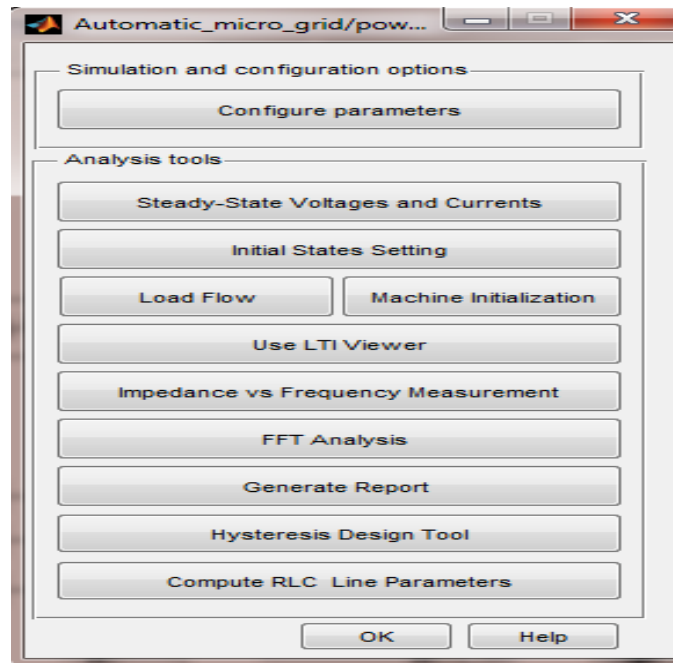 Automatic_micro_grid/pow...
Simulation and configuration options
Configure parameters
Analysis tools
Steady-State Voltages and Currents
Initial States Setting
Load Flow Machine Initialization
Use LTI Viewer
Impedance vs Frequency Measurement
FFT Analysis
Generate Report
Hysteresis Design Tool
Compute RLC Line Parameters
OK Help